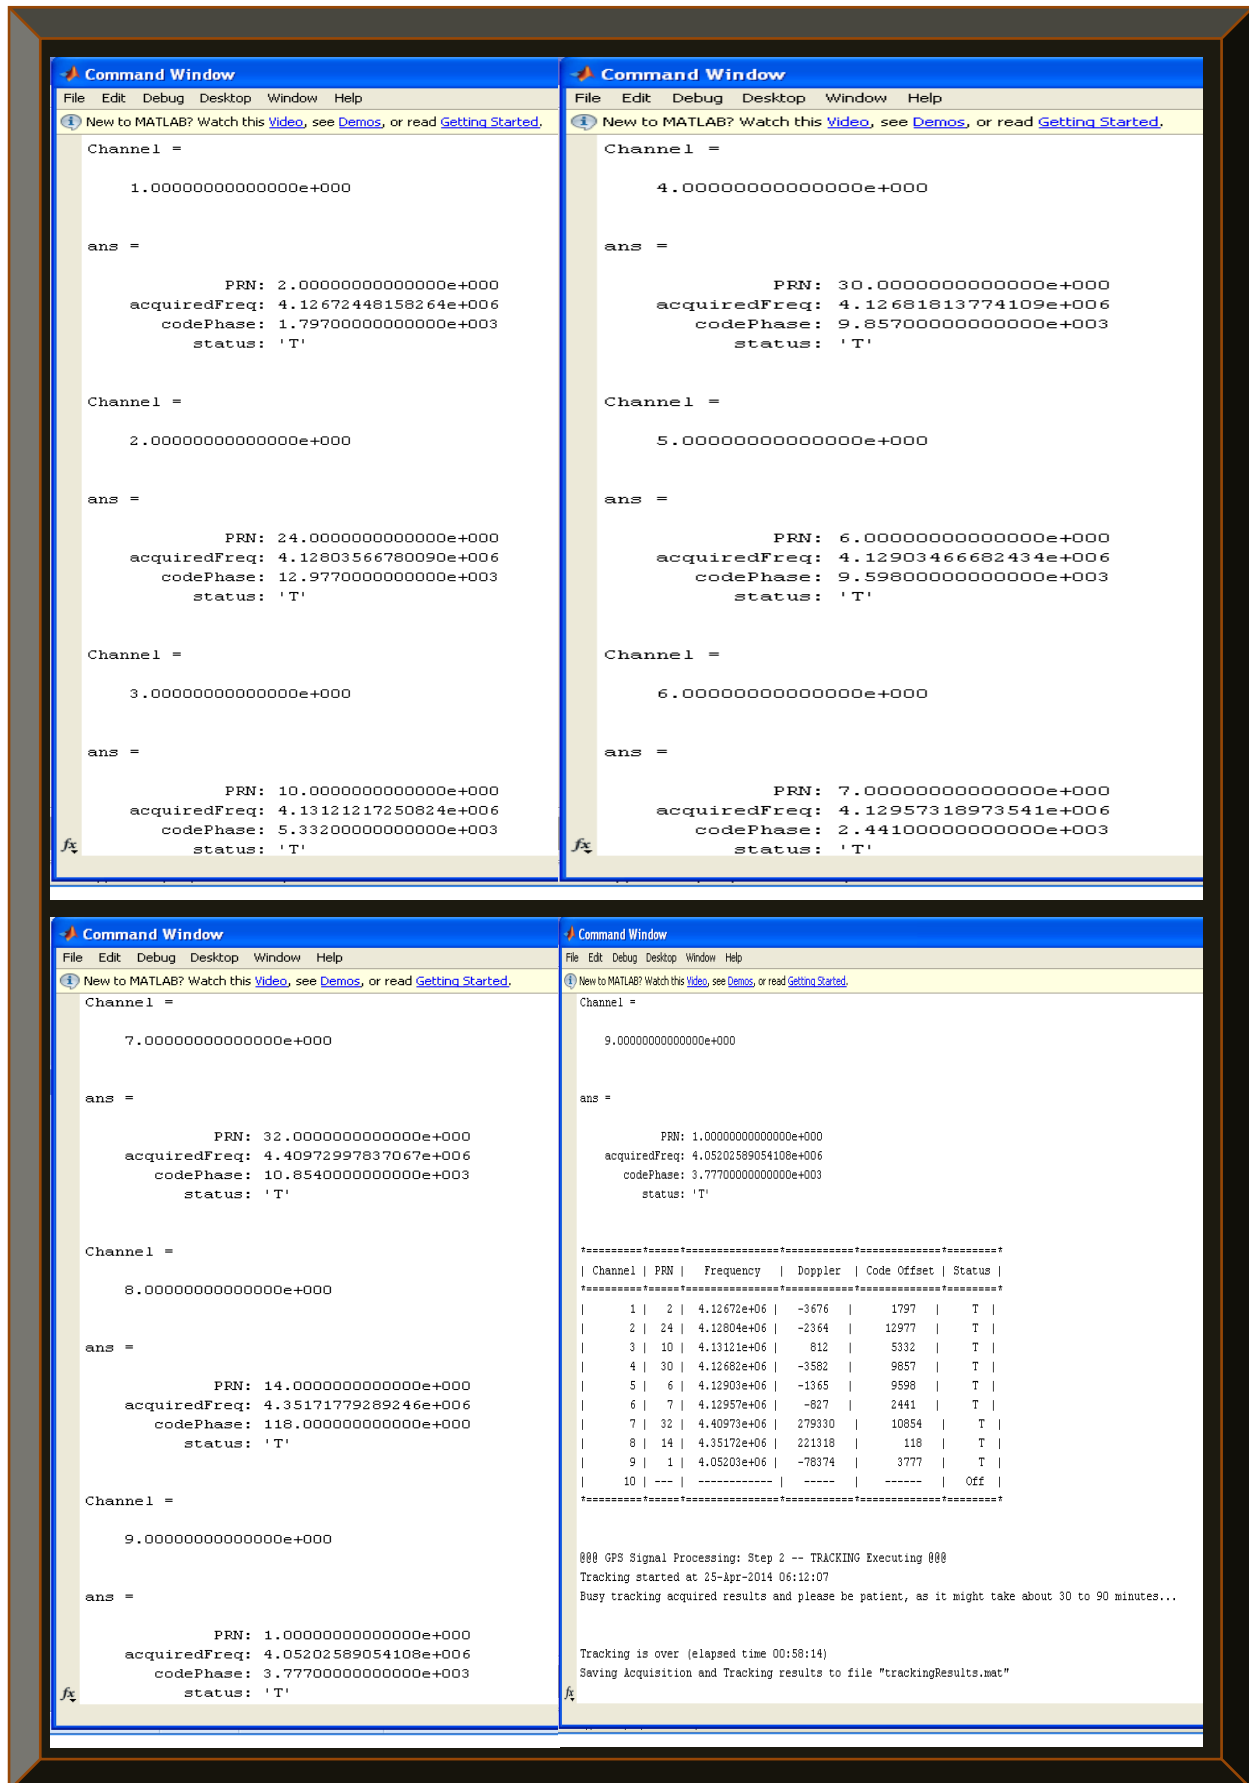 Command Window
File Edit Debug Desktop Window Help
New to MATLAB? Watch this Video, see Demos, or read Getting Started.
Channel =
1.00000000000000e+000
ans =
PRN: 2.00000000000000e+000
acquiredFreq: 4.12672448158264e+006
codePhase: 1.79700000000000e+003
status: 'T'
Channel =
2.00000000000000e+000
ans =
PRN: 24.0000000000000e+000
acquiredFreq: 4.12803566780090e+006
codePhase: 12.9770000000000e+003
status: 'T'
Channel =
3.00000000000000e+000
ans =
PRN: 10.0000000000000e+000
acquiredFreq: 4.13121217250824e+006
codePhase: 5.33200000000000e+003
status: 'T'
fx
Command Window
File Edit Debug Desktop Window Help
New to MATLAB? Watch this Video, see Demos, or read Getting Started.
Channel =
4.00000000000000e+000
ans =
PRN: 30.0000000000000e+000
acquiredFreq: 4.12681813774109e+006
codePhase: 9.85700000000000e+003
status: 'T'
Channel =
5.00000000000000e+000
ans =
PRN: 6.00000000000000e+000
acquiredFreq: 4.12903466682434e+006
codePhase: 9.59800000000000e+003
status: 'T'
Channel =
6.00000000000000e+000
ans =
PRN: 7.00000000000000e+000
acquiredFreq: 4.12957318973541e+006
codePhase: 2.44100000000000e+003
status: 'T'
fx
Command Window
File Edit Debug Desktop Window Help
New to MATLAB? Watch this Video, see Demos, or read Getting Started.
Channel =
7.00000000000000e+000
ans =
PRN: 32.0000000000000e+000
acquiredFreq: 4.40972997837067e+006
codePhase: 10.8540000000000e+003
status: 'T'
Channel =
8.00000000000000e+000
ans =
PRN: 14.0000000000000e+000
acquiredFreq: 4.35171779289246e+006
codePhase: 118.000000000000e+000
status: 'T'
Channel =
9.00000000000000e+000
ans =
PRN: 1.00000000000000e+000
acquiredFreq: 4.05202589054108e+006
codePhase: 3.77700000000000e+003
status: 'T'
fx
Command Window
File Edit Debug Desktop Window Help
New to MATLAB? Watch this Video, see Demos, or read Getting Started.
Channel =
9.00000000000000e+000
ans =
PRN: 1.00000000000000e+000
acquiredFreq: 4.05202589054108e+006
codePhase: 3.77700000000000e+003
status: 'T'
*=========*=====*===============*===========*=============*========*
| Channel | PRN | Frequency | Doppler | Code Offset | Status |
*=========*=====*===============*===========*=============*========*
| 1 | 2 | 4.12672e+06 | -3676 | 1797 | T |
| 2 | 24 | 4.12804e+06 | -2364 | 12977 | T |
| 3 | 10 | 4.13121e+06 | 812 | 5332 | T |
| 4 | 30 | 4.12682e+06 | -3582 | 9857 | T |
| 5 | 6 | 4.12903e+06 | -1365 | 9598 | T |
| 6 | 7 | 4.12957e+06 | -827 | 2441 | T |
| 7 | 32 | 4.40973e+06 | 279330 | 10854 | T |
| 8 | 14 | 4.35172e+06 | 221318 | 118 | T |
| 9 | 1 | 4.05203e+06 | -78374 | 3777 | T |
| 10 | --- | ------------ | ----- | ------ | Off |
*=========*=====*===============*===========*=============*========*
@@@ GPS Signal Processing: Step 2 -- TRACKING Executing @@@
Tracking started at 25-Apr-2014 06:12:07
Busy tracking acquired results and please be patient, as it might take about 30 to 90 minutes...
Tracking is over (elapsed time 00:58:14)
Saving Acquisition and Tracking results to file "trackingResults.mat"
fx